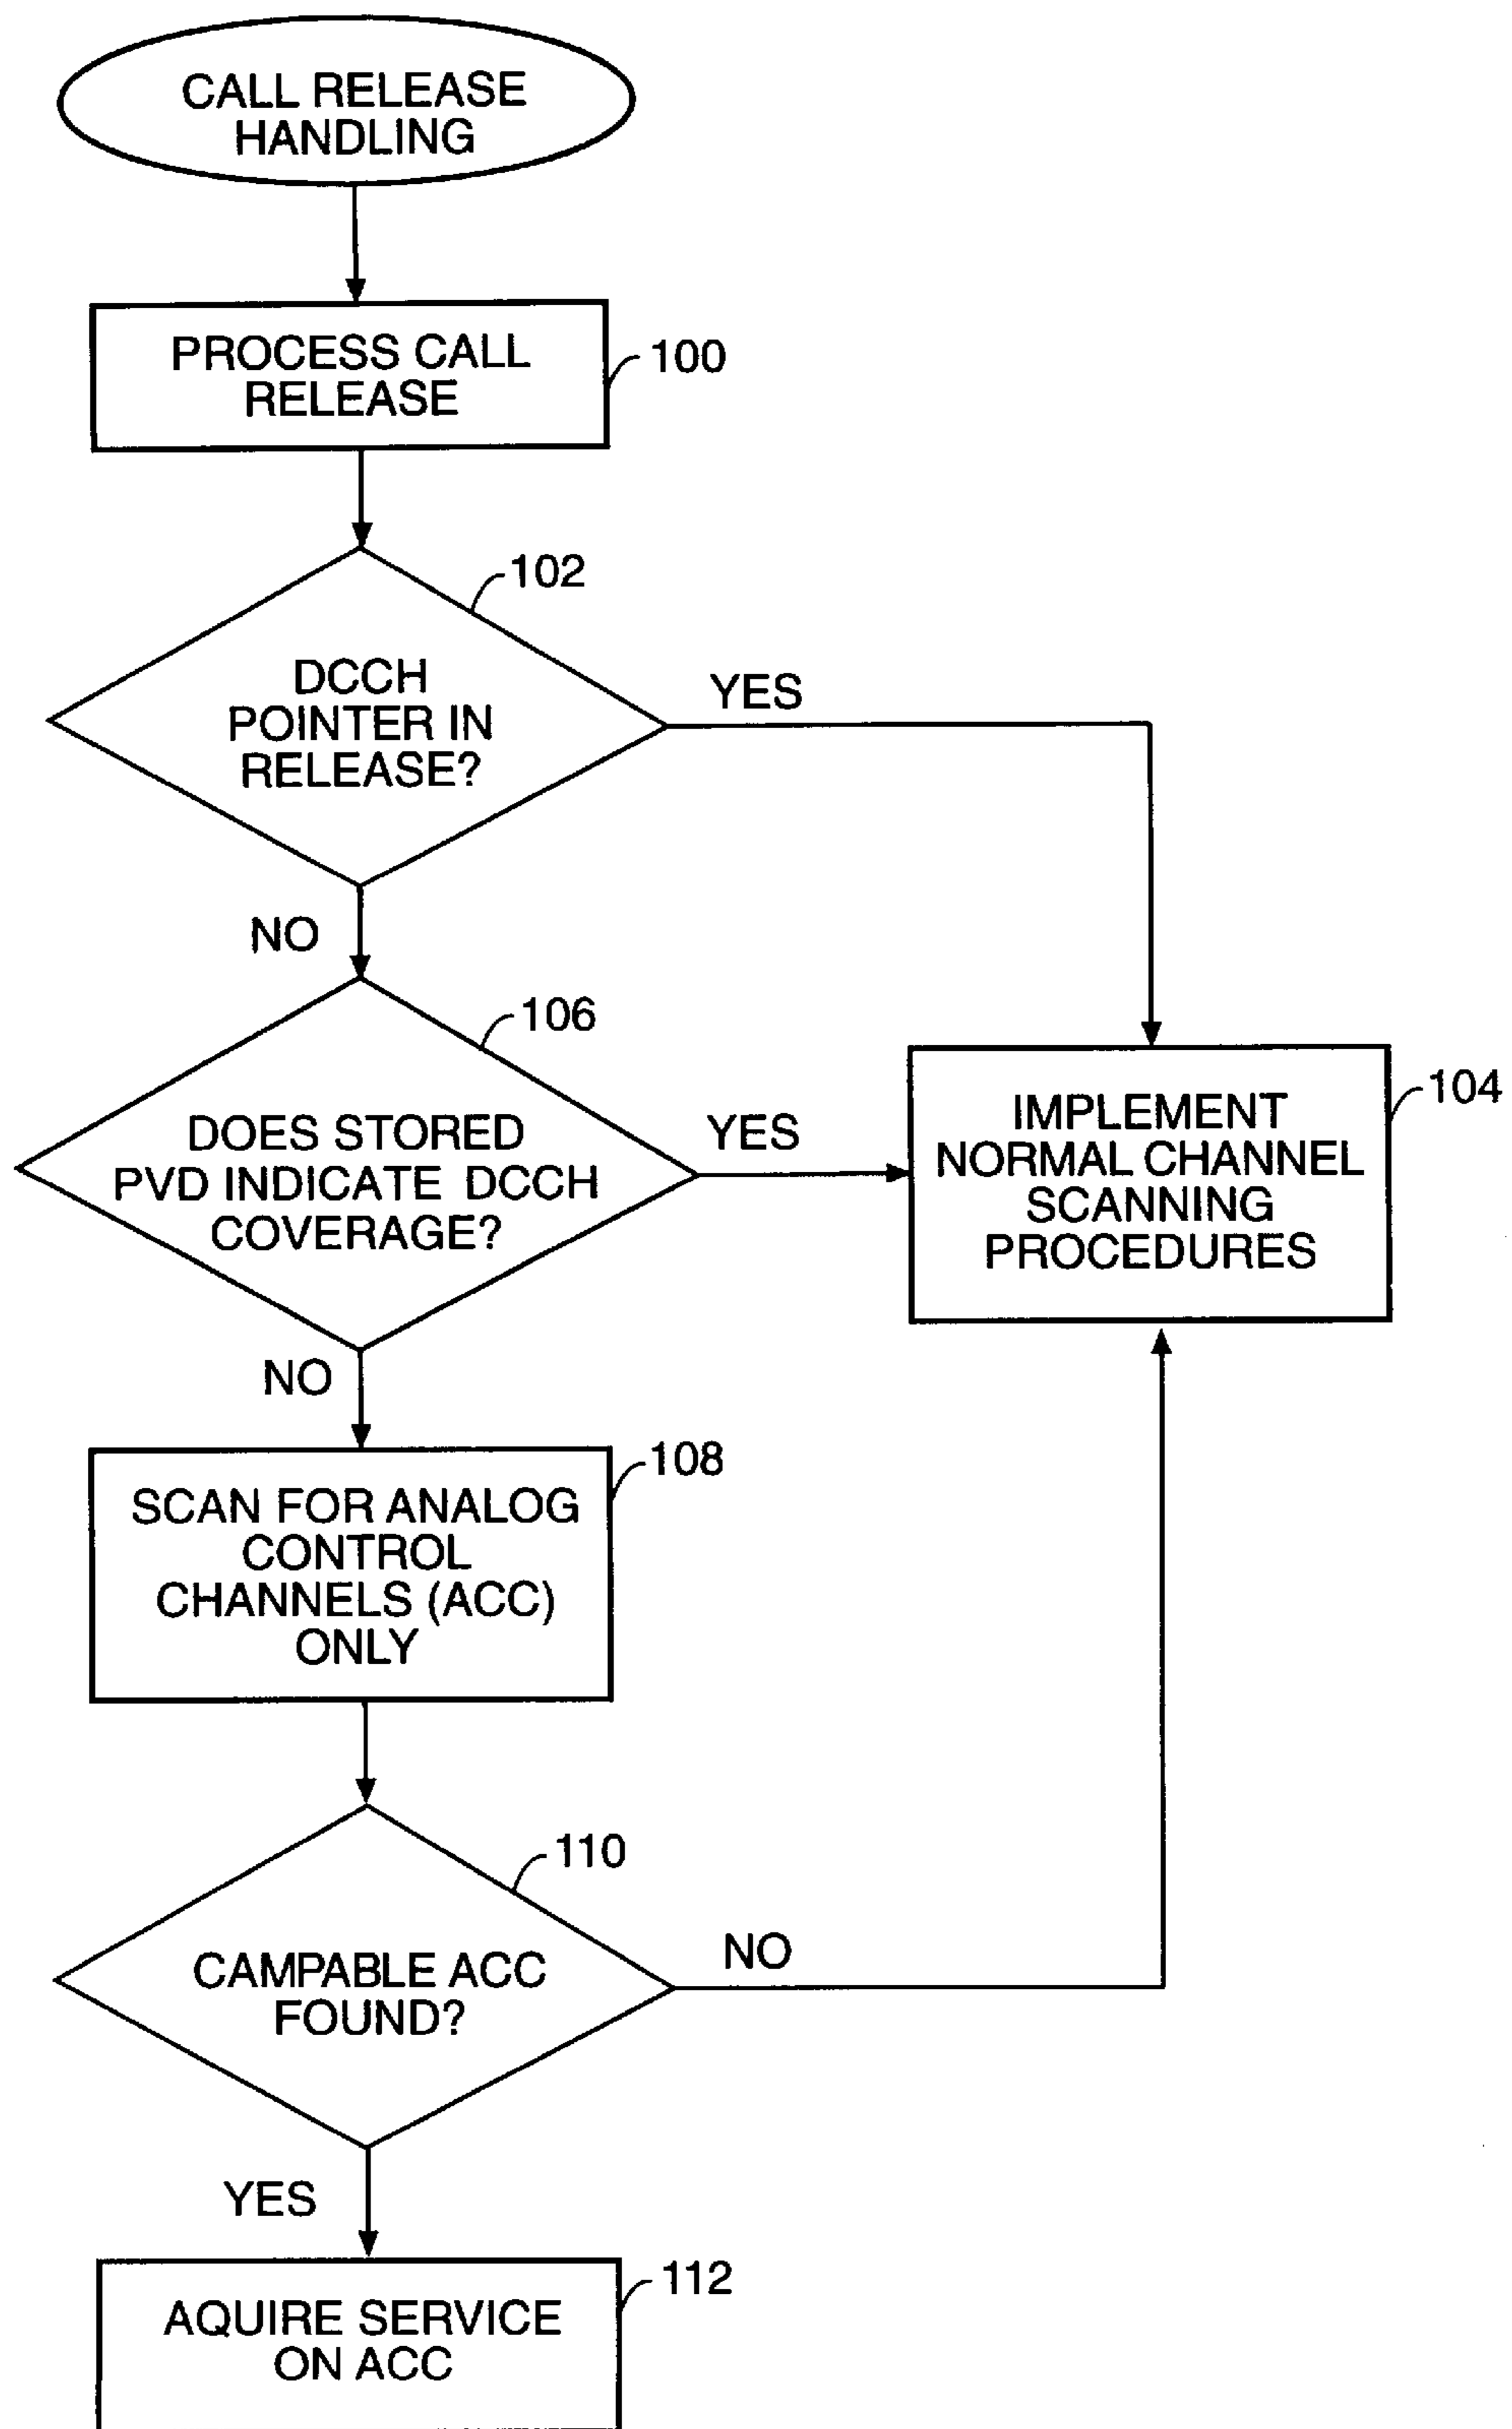 CALL RELEASE
HANDLING
PROCESS CALL
RELEASE
100
102
DCCH
POINTER IN
RELEASE?
YES
NO
106
DOES STORED
PVD INDICATE DCCH
COVERAGE?
YES
104
IMPLEMENT
NORMAL CHANNEL
SCANNING
PROCEDURES
NO
108
SCAN FOR ANALOG
CONTROL
CHANNELS (ACC)
ONLY
110
CAMPABLE ACC
FOUND?
NO
YES
112
AQUIRE SERVICE
ON ACC